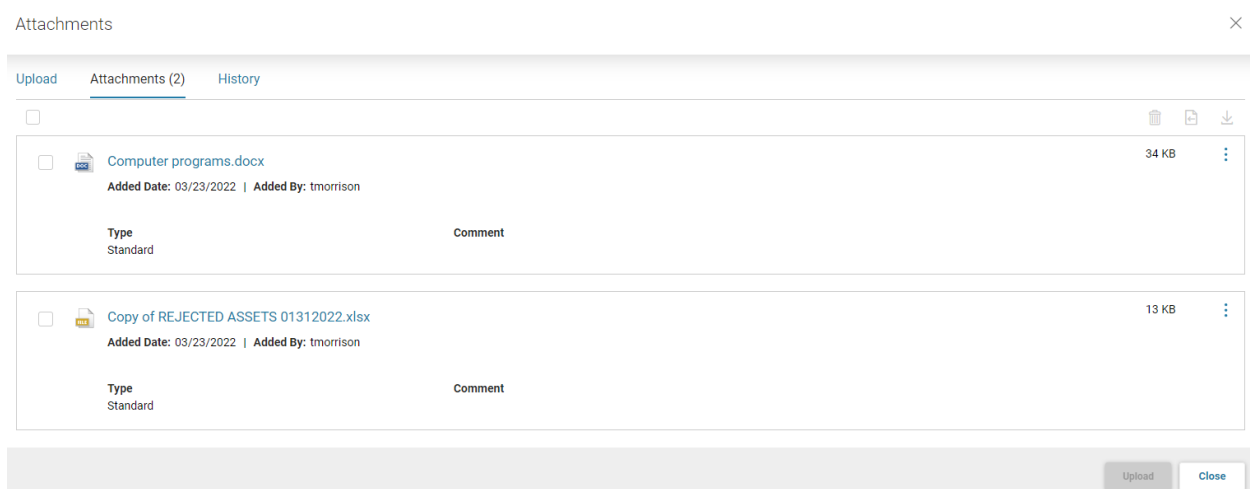 Attachments
Upload Attachments (2) History
Computer programs.docx 34 KB
Added Date: 03/23/2022 | Added By: tmorrison
Type Comment
Standard
Copy of REJECTED ASSETS 01312022.xlsx 13 KB
Added Date: 03/23/2022 | Added By: tmorrison
Type Comment
Standard
Upload Close